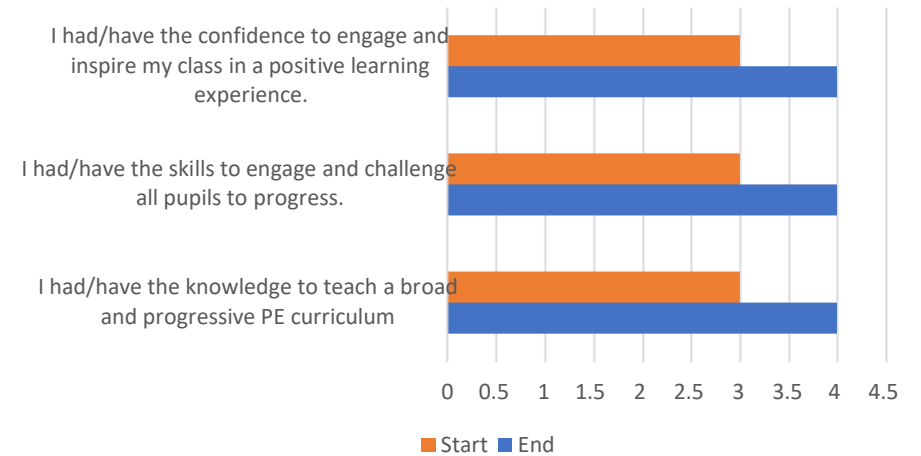 I had/have the confidence to engage and
inspire my class in a positive learning
experience.
I had/have the skills to engage and challenge
all pupils to progress.
I had/have the knowledge to teach a broad
and progressive PE curriculum
0 0.5 1 1.5 2 2.5 3 3.5 4 4.5
Start End